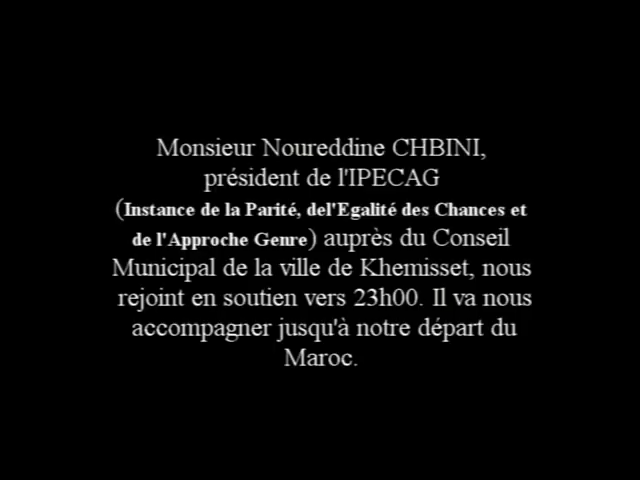 Monsieur Noureddine CHBINI,
président de l'IPECAG
(Instance de la Parité, del'Egalité des Chances et
de l'Approche Genre) auprès du Conseil
Municipal de la ville de Khemisset, nous
rejoint en soutien vers 23h00. Il va nous
accompagner jusqu'à notre départ du
Maroc.